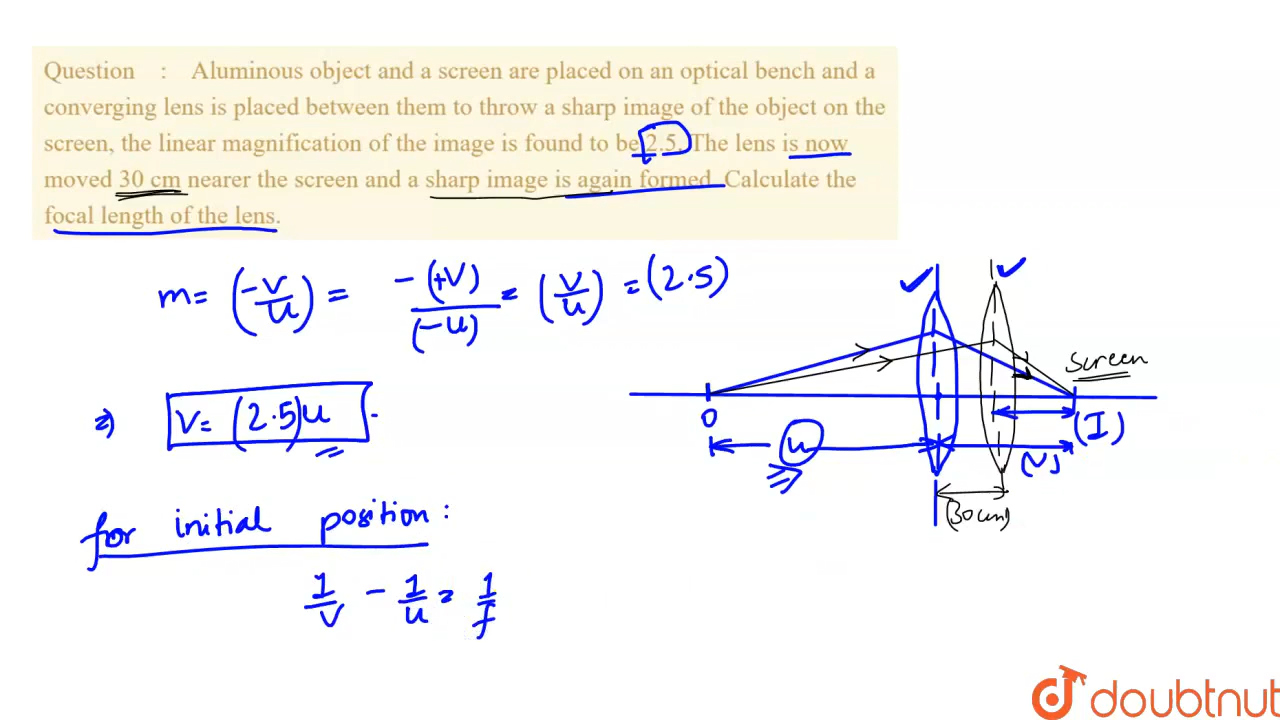 Question : Aluminous object and a screen are placed on an optical bench and a
converging lens is placed between them to throw a sharp image of the object on the
screen, the linear magnification of the image is found to be 2.5. The lens is now
moved 30 cm nearer the screen and a sharp image is again formed. Calculate the
focal length of the lens.
m = (-V/u) = -(+V)/(-u) = (V/u) = (2.5)
⇒ V = (2.5)u
for initial position:
1/V - 1/u = 1/f
Screen
O
(I)
u
(V)
(30 cm)
doubtnut